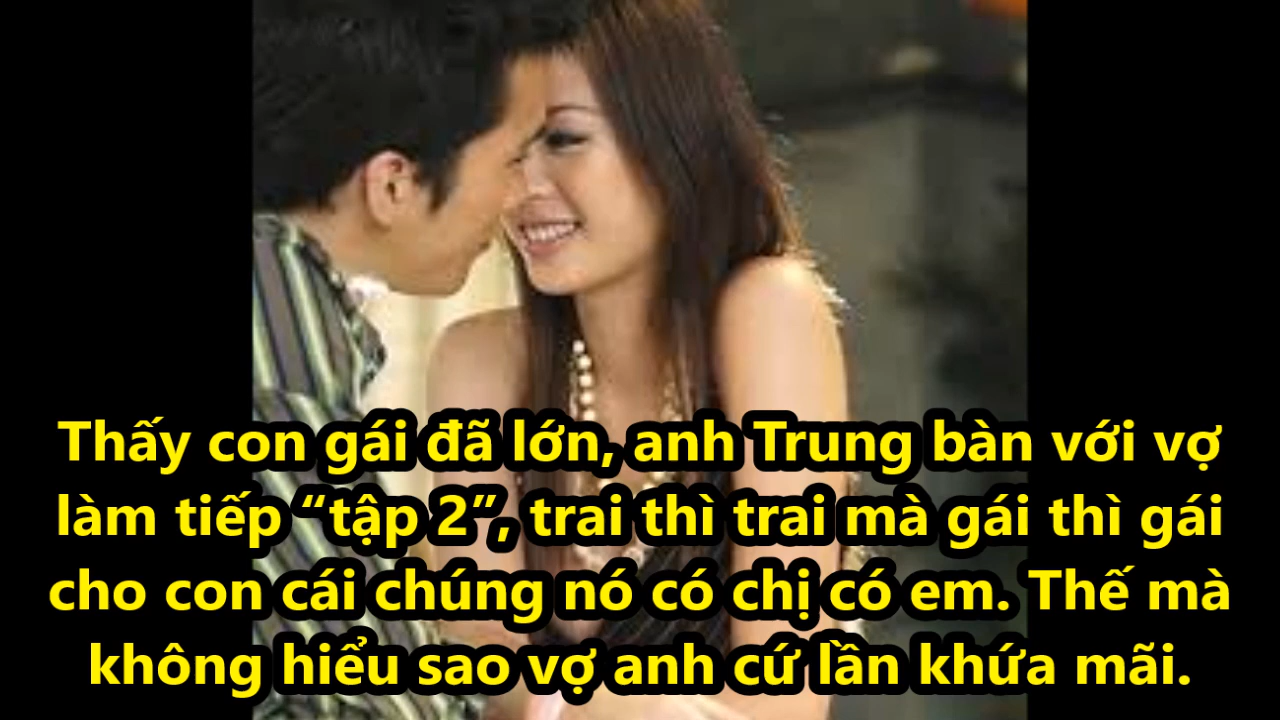 Thấy con gái đã lớn, anh Trung bàn với vợ
làm tiếp “tập 2”, trai thì trai mà gái thì gái
cho con cái chúng nó có chị có em. Thế mà
không hiểu sao vợ anh cứ lần khứa mãi.